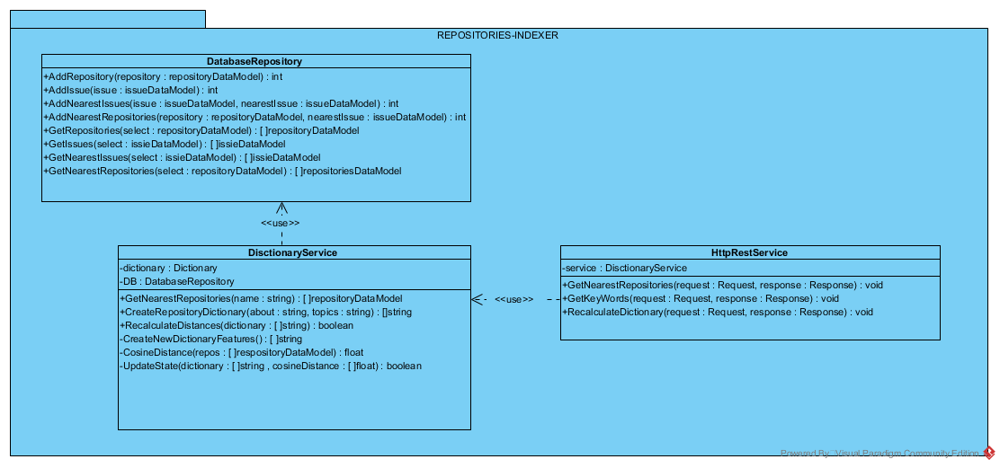 REPOSITORIES-INDEXER
DatabaseRepository
+AddRepository(repository : repositoryDataModel) : int
+AddIssue(issue : issueDataModel) : int
+AddNearestIssues(issue : issueDataModel, nearestIssue : issueDataModel) : int
+AddNearestRepositories(repository : repositoryDataModel, nearestIssue : issueDataModel) : int
+GetRepositories(select : repositoryDataModel) : [ ]repositoryDataModel
+GetIssues(select : issieDataModel) : [ ]issieDataModel
+GetNearestIssues(select : issieDataModel) : [ ]issieDataModel
+GetNearestRepositories(select : repositoryDataModel) : [ ]repositoriesDataModel
<<use>>
DisctionaryService
-dictionary : Dictionary
-DB : DatabaseRepository
+GetNearestRepositories(name : string) : [ ]repositoryDataModel
+CreateRepositoryDictionary(about : string, topics : string) : []string
+RecalculateDistances(dictionary : [ ]string) : boolean
-CreateNewDictionaryFeatures() : [ ]string
-CosineDistance(repos : [ ]respositoryDataModel) : float
-UpdateState(dictionary : [ ]string , cosineDistance : [ ]float) : boolean
<<use>>
HttpRestService
-service : DisctionaryService
+GetNearestRepositories(request : Request, response : Response) : void
+GetKeyWords(request : Request, response : Response) : void
+RecalculateDictionary(request : Request, response : Response) : void
Powered By Visual Paradigm Community Edition